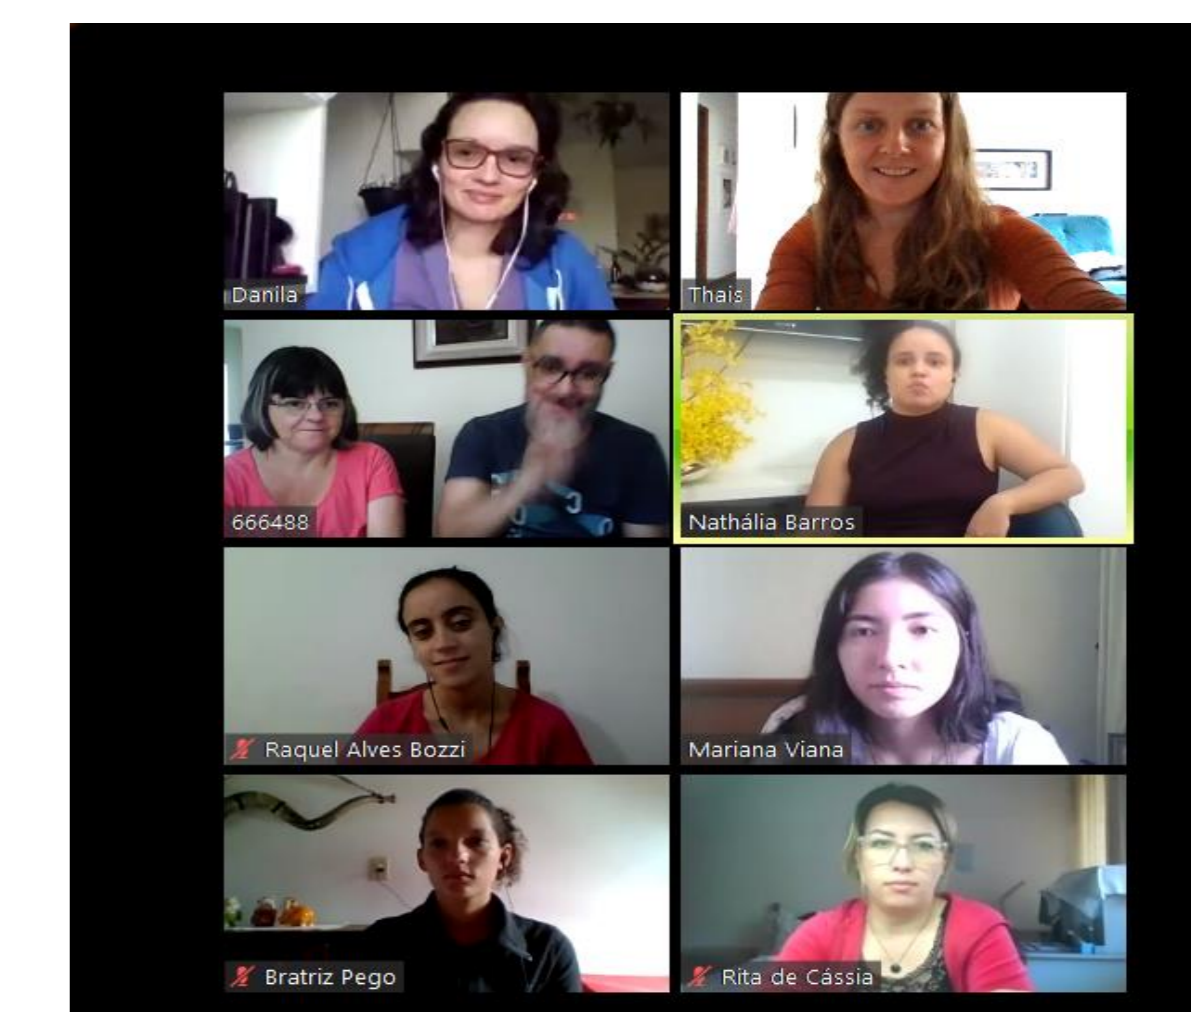 Danila
Thais
666488
Nathália Barros
Raquel Alves Bozzi
Mariana Viana
Bratriz Pego
Rita de Cássia